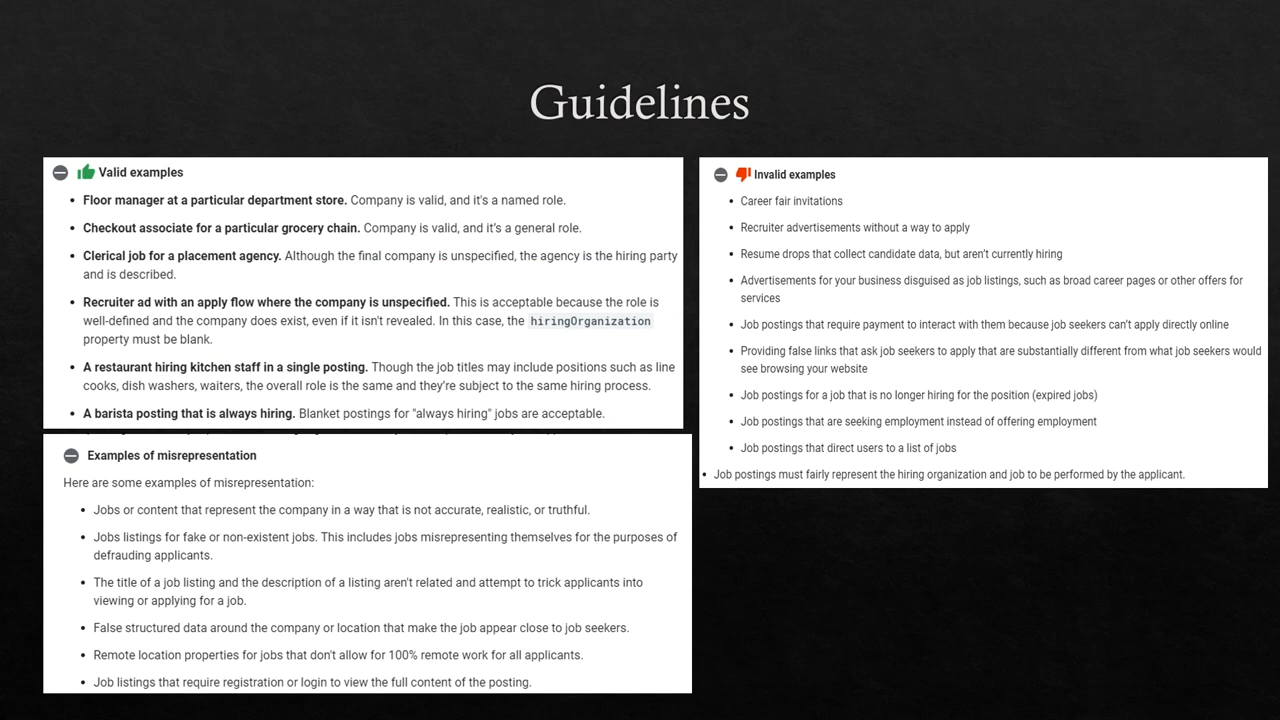 Guidelines
Valid examples
Floor manager at a particular department store. Company is valid, and it's a named role.
Checkout associate for a particular grocery chain. Company is valid, and it's a general role.
Clerical job for a placement agency. Although the final company is unspecified, the agency is the hiring party
and is described.
Recruiter ad with an apply flow where the company is unspecified. This is acceptable because the role is
well-defined and the company does exist, even if it isn't revealed. In this case, the hiringOrganization
property must be blank.
A restaurant hiring kitchen staff in a single posting. Though the job titles may include positions such as line
cooks, dish washers, waiters, the overall role is the same and they're subject to the same hiring process.
A barista posting that is always hiring. Blanket postings for "always hiring" jobs are acceptable.
Examples of misrepresentation
Here are some examples of misrepresentation:
Jobs or content that represent the company in a way that is not accurate, realistic, or truthful.
Jobs listings for fake or non-existent jobs. This includes jobs misrepresenting themselves for the purposes of
defrauding applicants.
The title of a job listing and the description of a listing aren't related and attempt to trick applicants into
viewing or applying for a job.
False structured data around the company or location that make the job appear close to job seekers.
Remote location properties for jobs that don't allow for 100% remote work for all applicants.
Job listings that require registration or login to view the full content of the posting.
Invalid examples
Career fair invitations
Recruiter advertisements without a way to apply
Resume drops that collect candidate data, but aren't currently hiring
Advertisements for your business disguised as job listings, such as broad career pages or other offers for
services
Job postings that require payment to interact with them because job seekers can't apply directly online
Providing false links that ask job seekers to apply that are substantially different from what job seekers would
see browsing your website
Job postings for a job that is no longer hiring for the position (expired jobs)
Job postings that are seeking employment instead of offering employment
Job postings that direct users to a list of jobs
Job postings must fairly represent the hiring organization and job to be performed by the applicant.